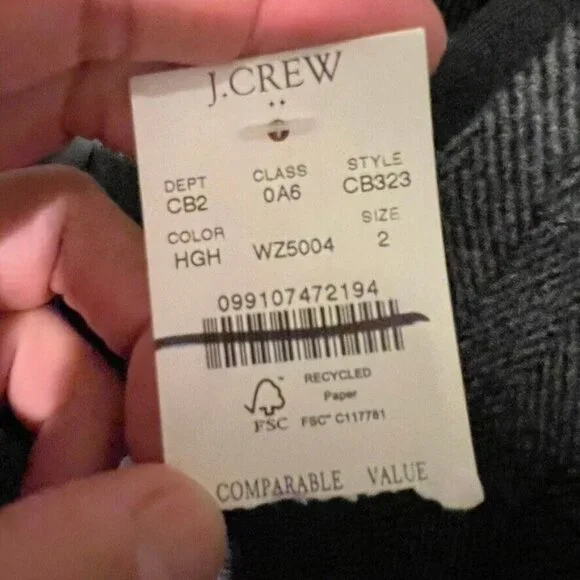 J.CREW
DEPT CLASS STYLE
CB2 0A6 CB323
COLOR SIZE
HGH WZ5004 2
099107472194
RECYCLED
Paper
FSC™ C117781
FSC
COMPARABLE VALUE